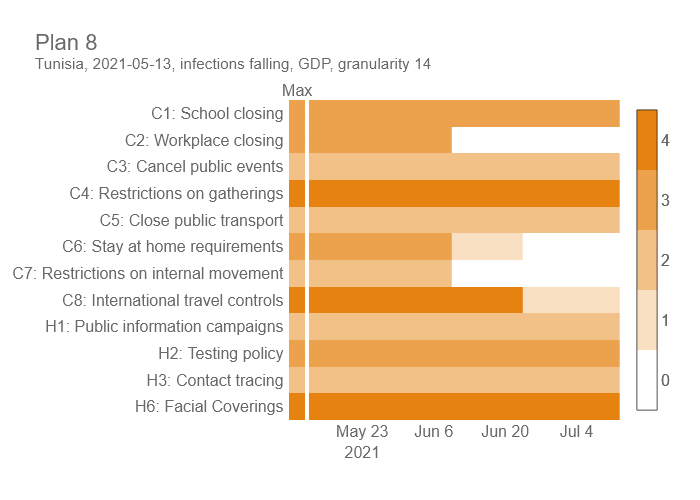 Plan 8
Tunisia, 2021-05-13, infections falling, GDP, granularity 14
Max
C1: School closing
C2: Workplace closing
C3: Cancel public events
C4: Restrictions on gatherings
C5: Close public transport
C6: Stay at home requirements
C7: Restrictions on internal movement
C8: International travel controls
H1: Public information campaigns
H2: Testing policy
H3: Contact tracing
H6: Facial Coverings
May 23 Jun 6 Jun 20 Jul 4
2021
4
3
2
1
0